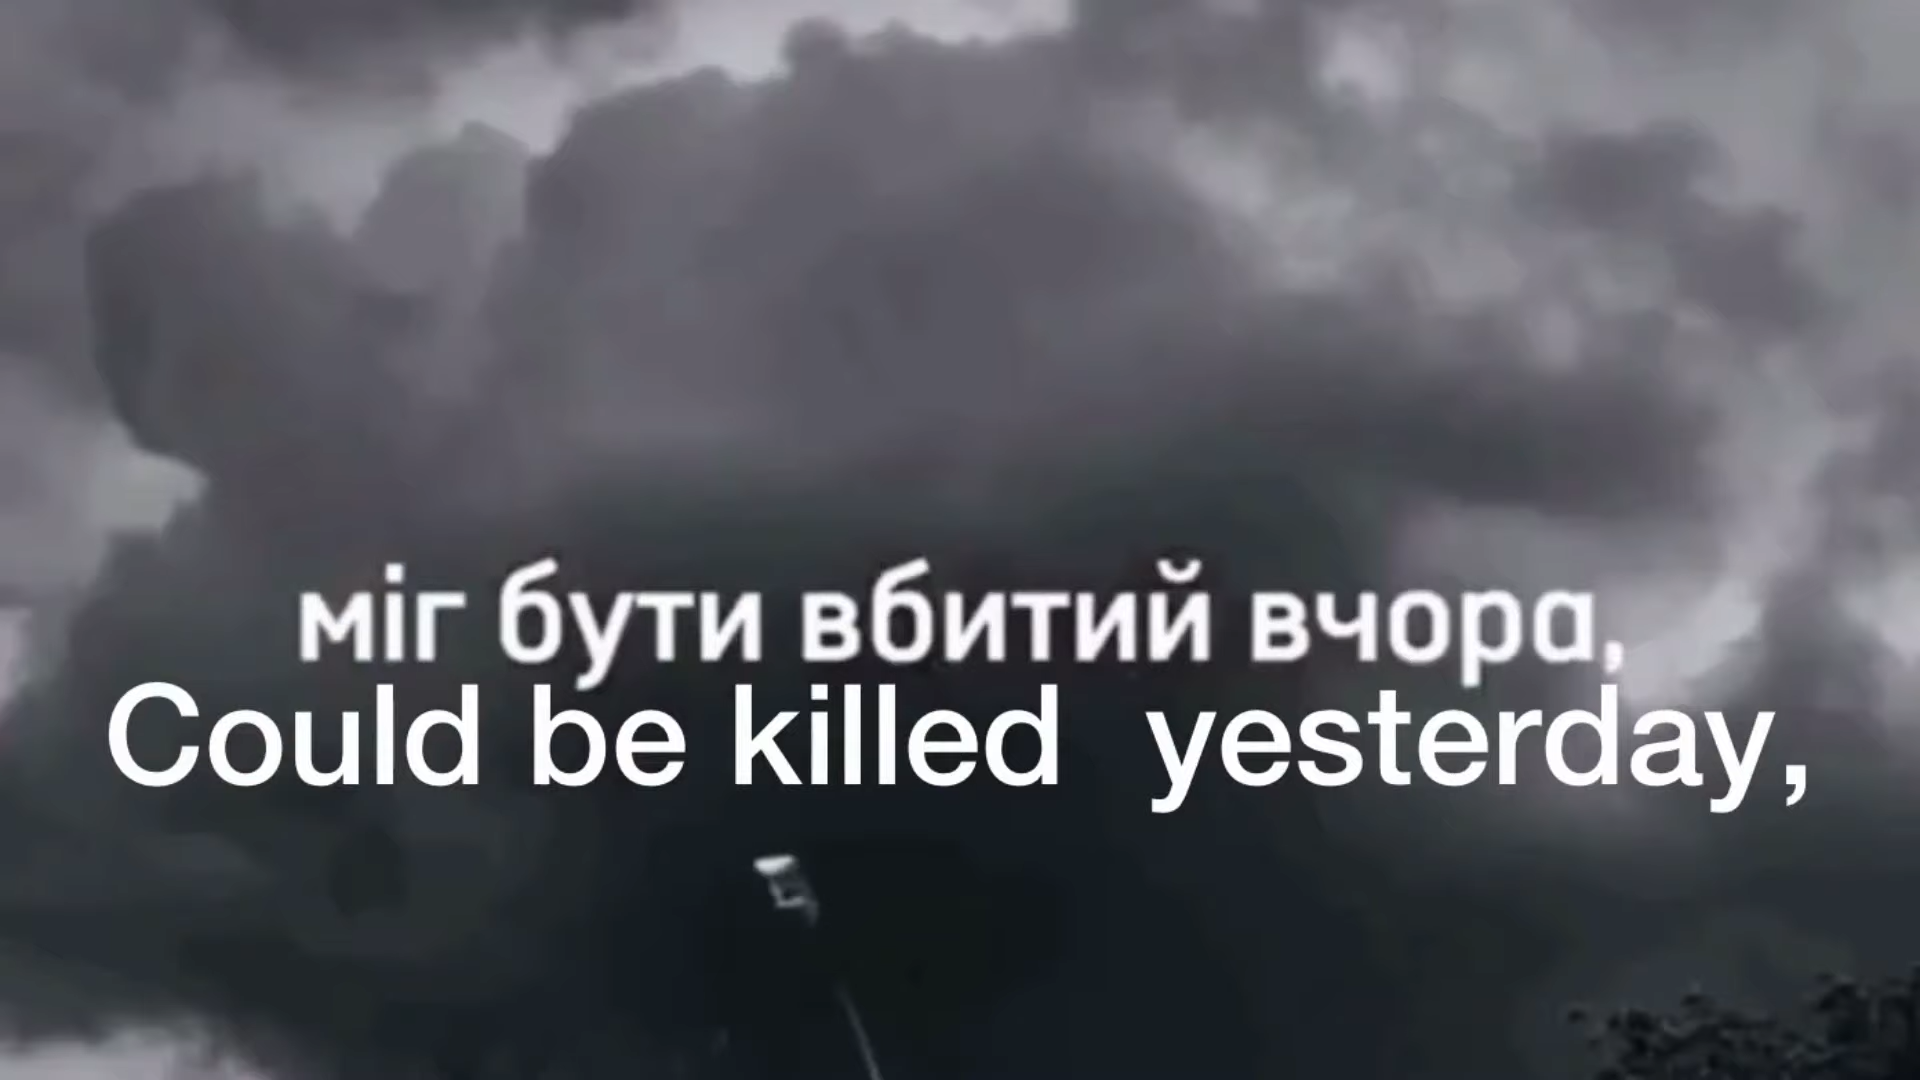 міг бути вбитий вчора,
Could be killed yesterday,